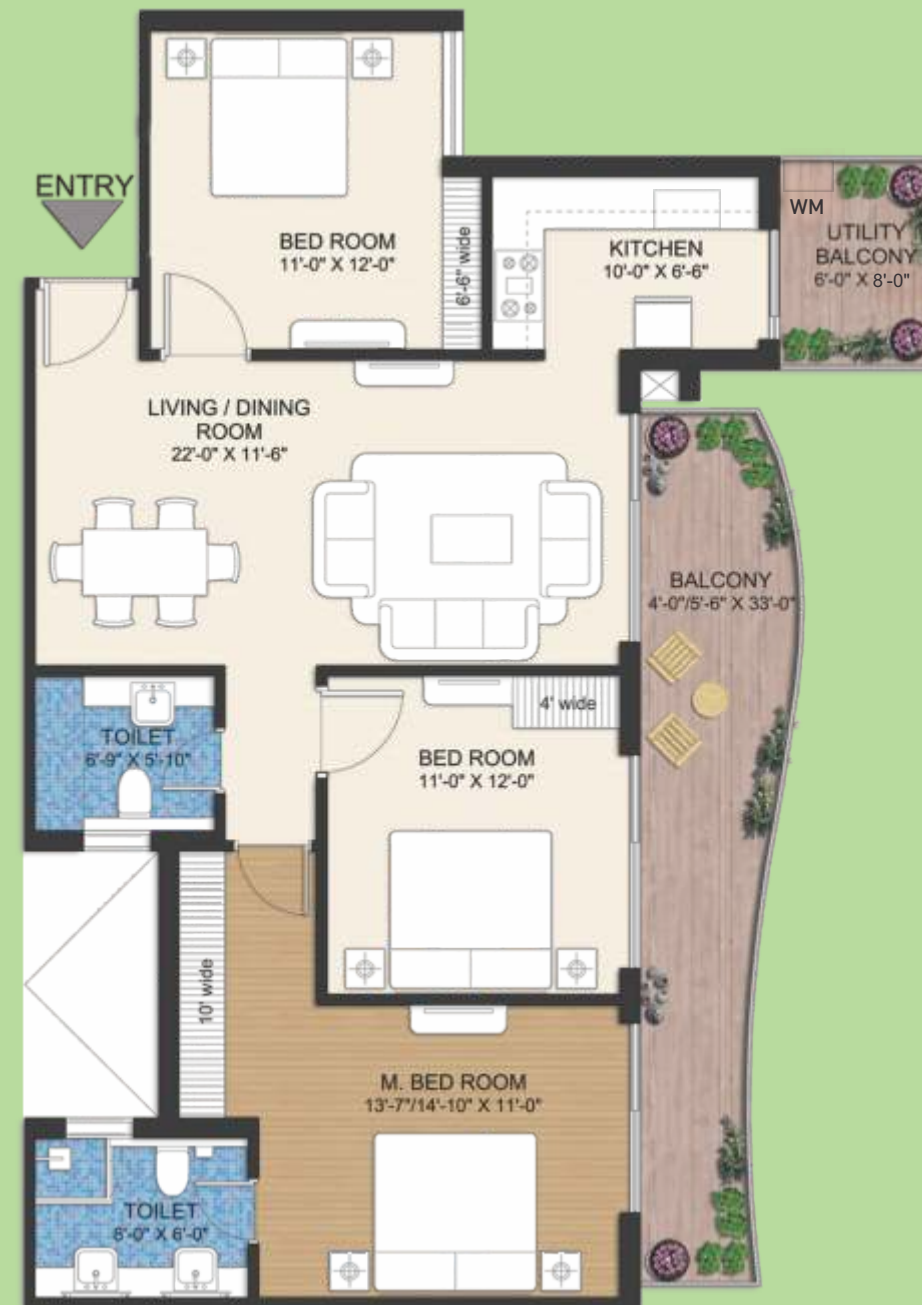 ENTRY
BED ROOM
11'-0" X 12'-0"
6'-6" wide
KITCHEN
10'-0" X 6'-6"
WM
UTILITY
BALCONY
6'-0" X 8'-0"
LIVING / DINING
ROOM
22'-0" X 11'-6"
BALCONY
4'-0"/5'-6" X 33'-0"
TOILET
6'-9" X 5'-10"
4' wide
BED ROOM
11'-0" X 12'-0"
10' wide
M. BED ROOM
13'-7"/14'-10" X 11'-0"
TOILET
8'-0" X 6'-0"